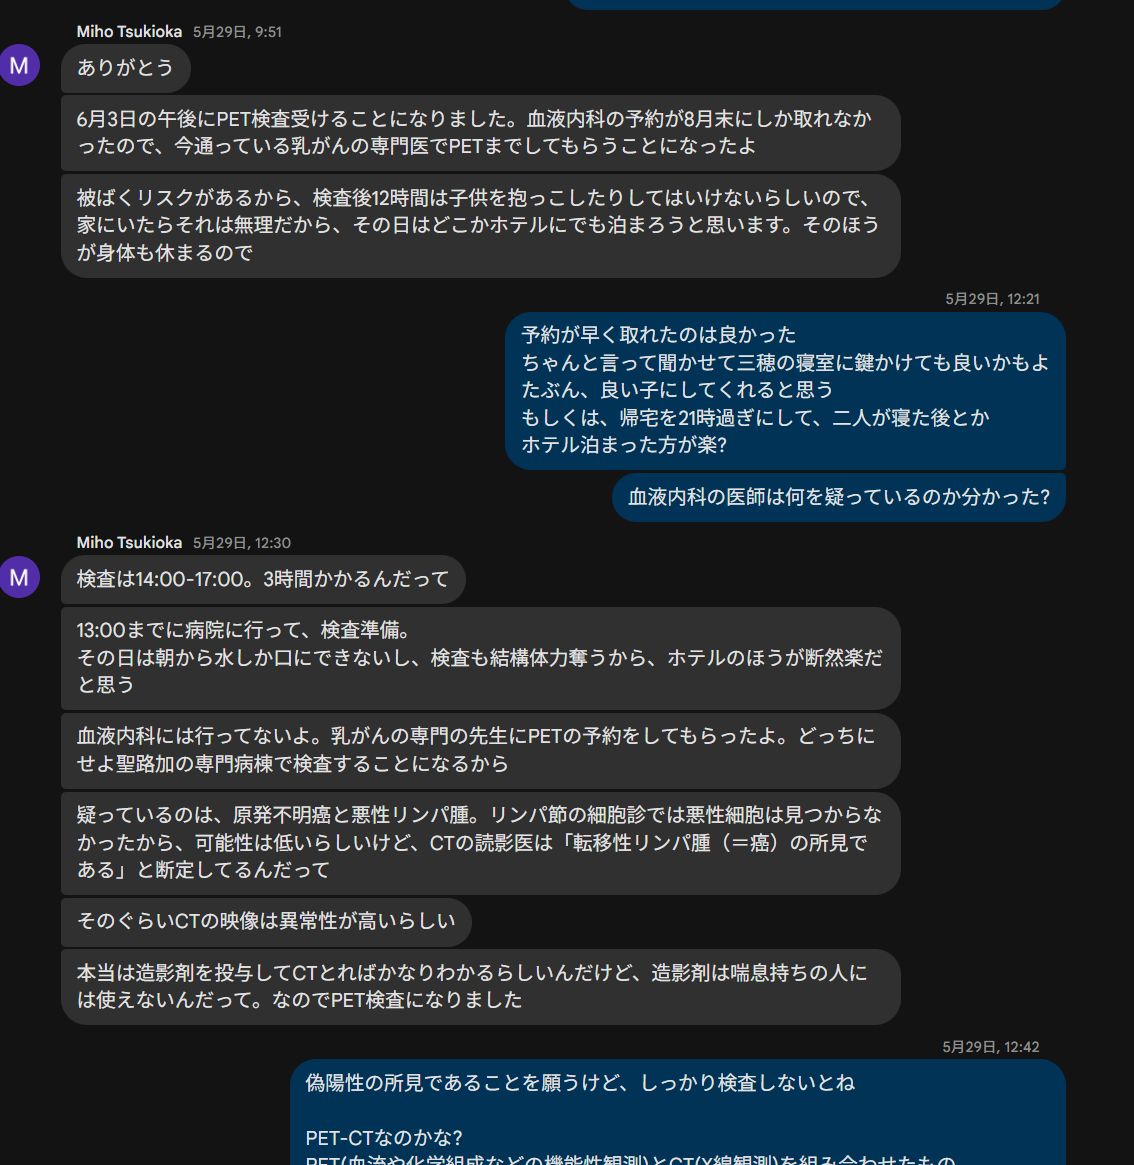 Miho Tsukioka 5月29日, 9:51
M
ありがとう
6月3日の午後にPET検査受けることになりました。血液内科の予約が8月末にしか取れなか
ったので、今通っている乳がんの専門医でPETまでしてもらうことになったよ
被ばくリスクがあるから、検査後12時間は子供を抱っこしたりしてはいけないらしいので、
家にいたらそれは無理だから、その日はどこかホテルにでも泊まろうと思います。そのほう
が身体も休まるので
5月29日, 12:21
予約が早く取れたのは良かった
ちゃんと言って聞かせて三穂の寝室に鍵かけても良いかもよ
たぶん、良い子にしてくれると思う
もしくは、帰宅を21時過ぎにして、二人が寝た後とか
ホテル泊まった方が楽?
血液内科の医師は何を疑っているのか分かった?
Miho Tsukioka 5月29日, 12:30
M
検査は14:00-17:00。3時間かかるんだって
13:00までに病院に行って、検査準備。
その日は朝から水しか口にできないし、検査も結構体力奪うから、ホテルのほうが断然楽だ
と思う
血液内科には行ってないよ。乳がんの専門の先生にPETの予約をしてもらったよ。どっちに
せよ聖路加の専門病棟で検査することになるから
疑っているのは、原発不明癌と悪性リンパ腫。リンパ節の細胞診では悪性細胞は見つからな
かったから、可能性は低いらしいけど、CTの読影医は「転移性リンパ腫（＝癌）の所見で
ある」と断定してるんだって
そのぐらいCTの映像は異常性が高いらしい
本当は造影剤を投与してCTとればかなりわかるらしいんだけど、造影剤は喘息持ちの人に
は使えないんだって。なのでPET検査になりました
5月29日, 12:42
偽陽性の所見であることを願うけど、しっかり検査しないとね
PET-CTなのかな?
PET(血流や化学組成などの機能性観測)とCT(X線観測)を組み合わせたもの